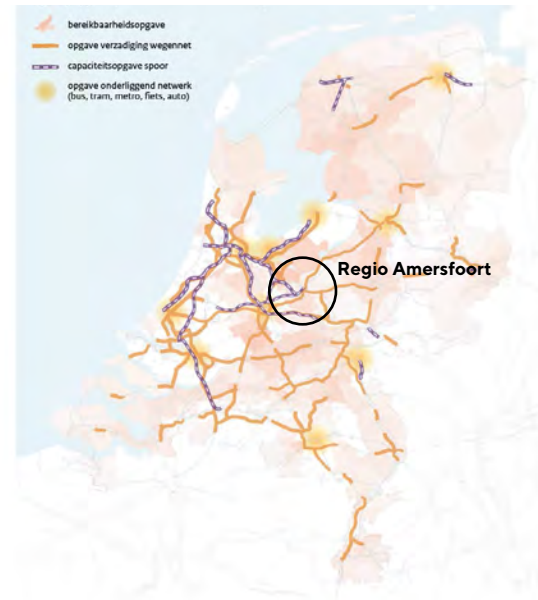 bereikbaarheidsopgave
opgave verzadiging wegennet
capaciteitsopgave spoor
opgave onderliggend netwerk
(bus, tram, metro, fiets, auto)
Regio Amersfoort